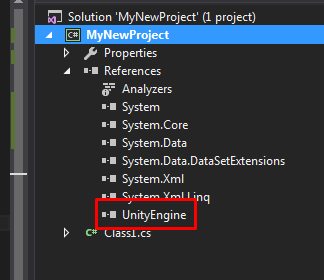 Solution 'MyNewProject' (1 project)
C# MyNewProject
Properties
References
Analyzers
System
System.Core
System.Data
System.Data.DataSetExtensions
System.Xml
System.Xml.Linq
UnityEngine
C# Class1.cs